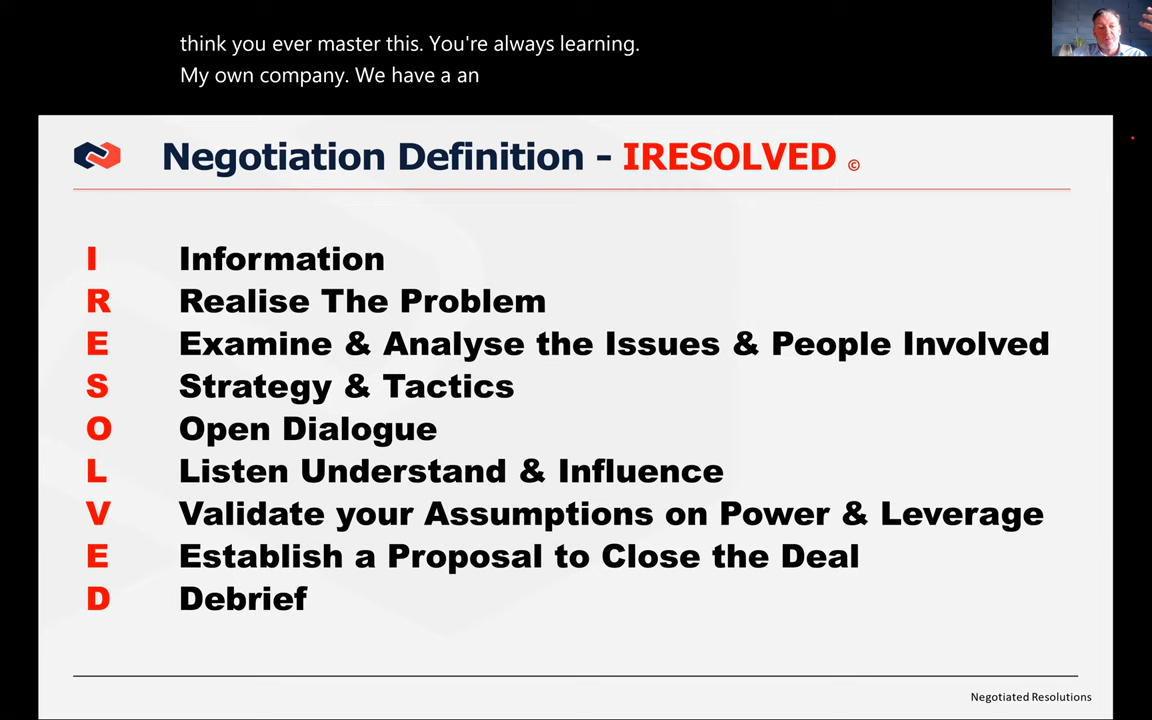 think you ever master this. You're always learning.
My own company. We have a an
Negotiation Definition - IRESOLVED ©
I Information
R Realise The Problem
E Examine & Analyse the Issues & People Involved
S Strategy & Tactics
O Open Dialogue
L Listen Understand & Influence
V Validate your Assumptions on Power & Leverage
E Establish a Proposal to Close the Deal
D Debrief
Negotiated Resolutions